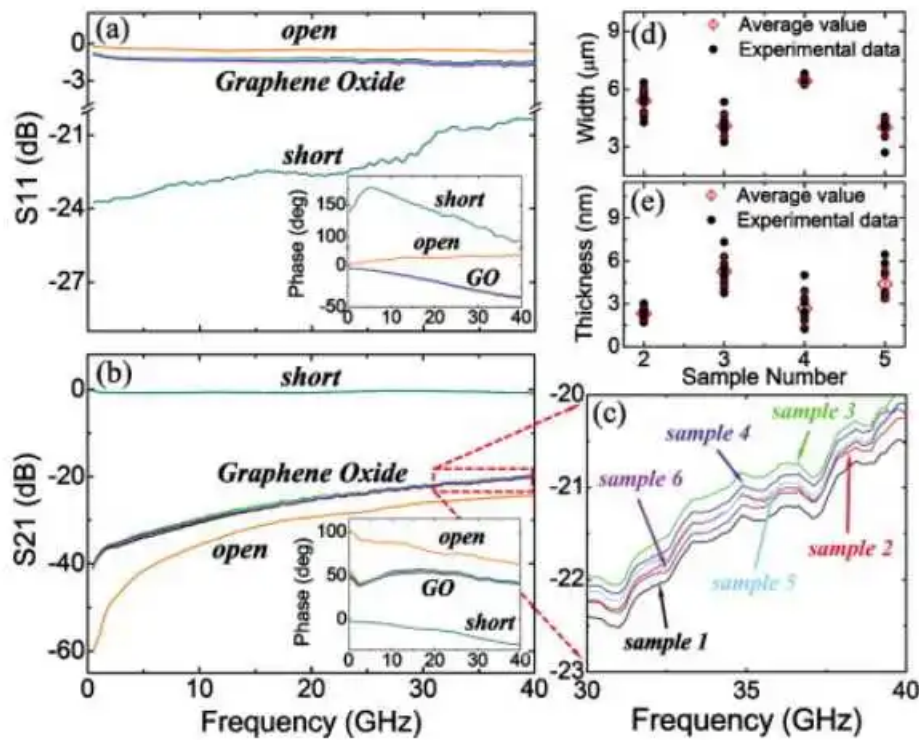 (a)
open
Graphene Oxide
short
0
-3
-21
-24
-27
S11 (dB)
short
open
GO
150
100
0
-50
Phase (deg)
0 10 20 30 40
(b)
short
Graphene Oxide
open
0
-20
-40
-60
S21 (dB)
open
GO
short
100
50
0
Phase (deg)
0 10 20 30 40
0 10 20 30 40
Frequency (GHz)
(d)
Average value
Experimental data
9
6
3
Width (μm)
(e)
Average value
Experimental data
9
6
3
0
Thickness (nm)
2 3 4 5
Sample Number
(c)
sample 3
sample 4
sample 6
sample 2
sample 5
sample 1
-20
-21
-22
-23
30 35 40
Frequency (GHz)